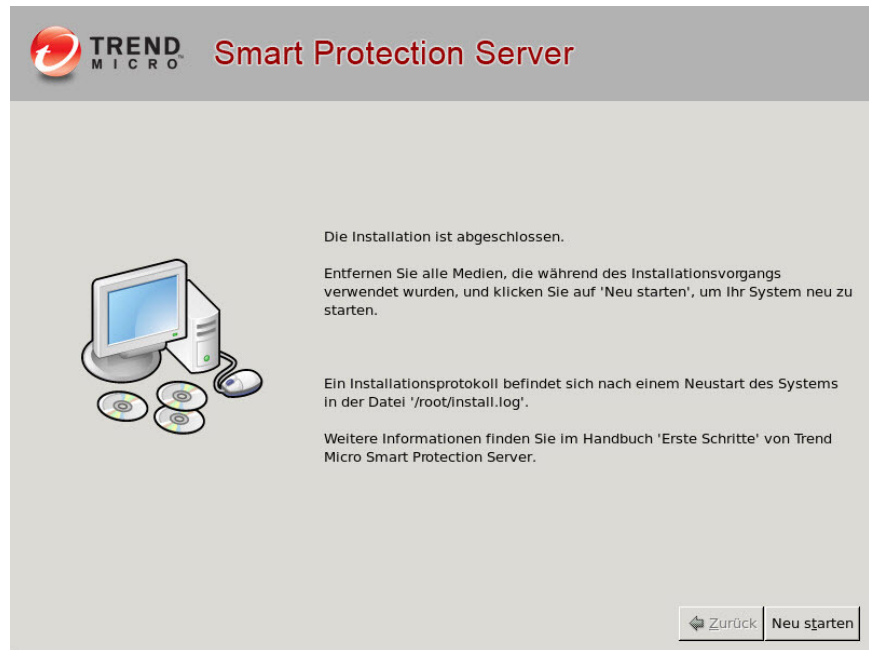 TREND
MICRO™
Smart Protection Server
Die Installation ist abgeschlossen.
Entfernen Sie alle Medien, die während des Installationsvorgangs
verwendet wurden, und klicken Sie auf 'Neu starten', um Ihr System neu zu
starten.
Ein Installationsprotokoll befindet sich nach einem Neustart des Systems
in der Datei '/root/install.log'.
Weitere Informationen finden Sie im Handbuch 'Erste Schritte' von Trend
Micro Smart Protection Server.
Zurück
Neu starten